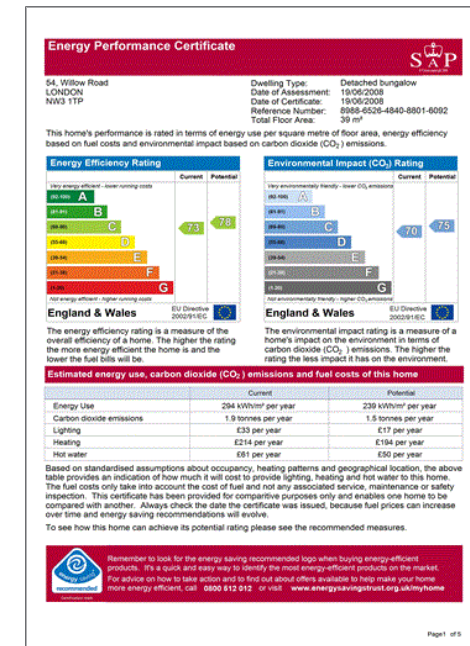 Energy Performance Certificate
SAP
54, Willow Road
LONDON
NW3 1TP
Dwelling Type: Detached bungalow
Date of Assessment: 19/06/2008
Date of Certificate: 19/06/2008
Reference Number: 8988-6526-4840-8801-6092
Total Floor Area: 39 m²
This home's performance is rated in terms of energy use per square metre of floor area, energy efficiency
based on fuel costs and environmental impact based on carbon dioxide (CO₂) emissions.
Energy Efficiency Rating
Current Potential
Very energy efficient - lower running costs
(92-100) A
(81-91) B
(69-80) C
(55-68) D
(39-54) E
(21-38) F
(1-20) G
73 78
Not energy efficient - higher running costs
England & Wales
EU Directive
2002/91/EC
Environmental Impact (CO₂) Rating
Current Potential
Very environmentally friendly - lower CO₂ emissions
(92-100) A
(81-91) B
(69-80) C
(55-68) D
(39-54) E
(21-38) F
(1-20) G
70 75
Not environmentally friendly - higher CO₂ emissions
England & Wales
EU Directive
2002/91/EC
The energy efficiency rating is a measure of the
overall efficiency of a home. The higher the rating
the more energy efficient the home is and the
lower the fuel bills will be.
The environmental impact rating is a measure of a
home's impact on the environment in terms of
carbon dioxide (CO₂ ) emissions. The higher the
rating the less impact it has on the environment.
Estimated energy use, carbon dioxide (CO₂ ) emissions and fuel costs of this home
Current Potential
Energy Use 294 kWh/m² per year 239 kWh/m² per year
Carbon dioxide emissions 1.9 tonnes per year 1.5 tonnes per year
Lighting £33 per year £17 per year
Heating £214 per year £194 per year
Hot water £61 per year £50 per year
Based on standardised assumptions about occupancy, heating patterns and geographical location, the above
table provides an indication of how much it will cost to provide lighting, heating and hot water to this home.
The fuel costs only take into account the cost of fuel and not any associated service, maintenance or safety
inspection. This certificate has been provided for comparitive purposes only and enables one home to be
compared with another. Always check the date the certificate was issued, because fuel prices can increase
over time and energy saving recommendations will evolve.
To see how this home can achieve its potential rating please see the recommended measures.
energy saving
recommended
Remember to look for the energy saving recommended logo when buying energy-efficient
products. It's a quick and easy way to identify the most energy-efficient products on the market.
For advice on how to take action and to find out about offers available to help make your home
more energy efficient, call 0800 512 012 or visit www.energysavingstrust.org.uk/myhome
Page1 of 5